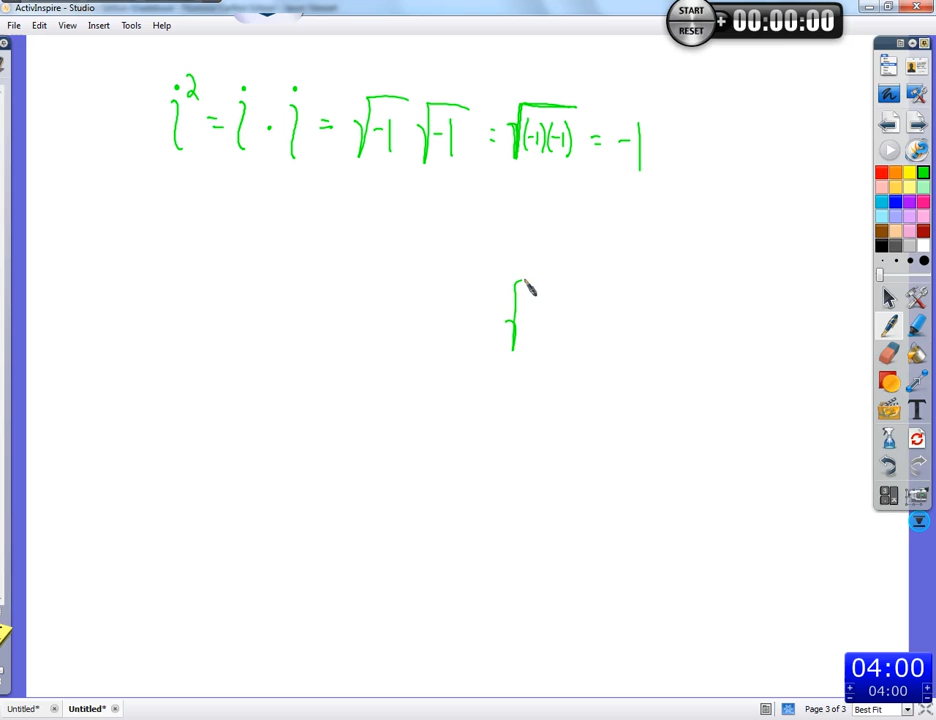 ActivInspire - Studio
START
RESET
00:00:00
File Edit View Insert Tools Help
i² = i · i = √-1 √-1 = √(-1)(-1) = -1
√
04:00
04:00
Untitled* Untitled* Page 3 of 3 Best Fit